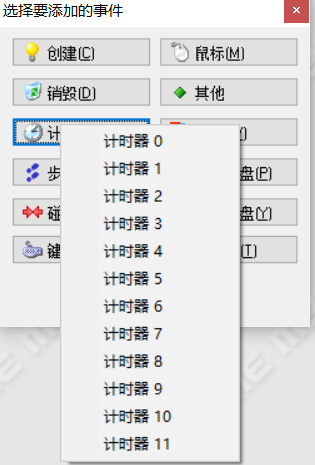 选择要添加的事件
创建(C)
鼠标(M)
销毁(D)
其他
计时器 0
计时器 1
计时器 2
计时器 3
计时器 4
计时器 5
计时器 6
计时器 7
计时器 8
计时器 9
计时器 10
计时器 11
步
盘(P)
碰
盘(Y)
键
(T)